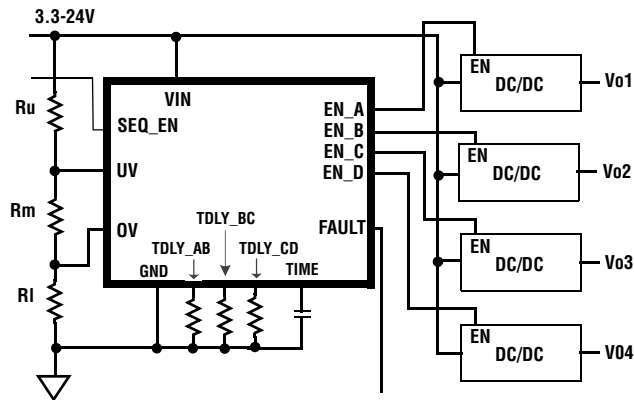 3.3-24V
EN
DC/DC
Vo1
VIN
Ru
SEQ_EN
EN_A
EN_B
EN_C
EN_D
EN
DC/DC
Vo2
UV
Rm
OV
TDLY_BC
TDLY_AB
TDLY_CD
FAULT
GND
TIME
EN
DC/DC
Vo3
Rl
EN
DC/DC
V04